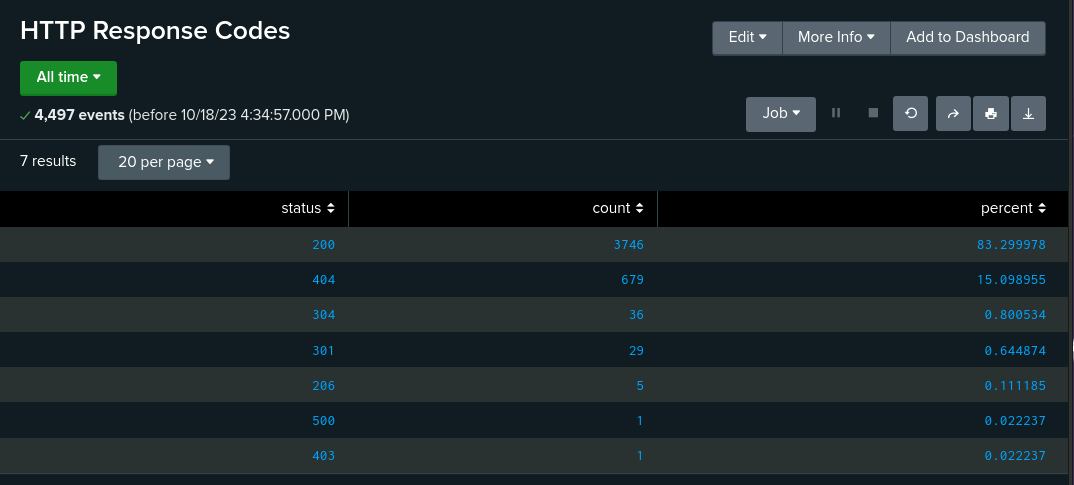 HTTP Response Codes
Edit More Info Add to Dashboard
All time
4,497 events (before 10/18/23 4:34:57.000 PM)
Job
7 results 20 per page
status count percent
200 3746 83.299978
404 679 15.098955
304 36 0.800534
301 29 0.644874
206 5 0.111185
500 1 0.022237
403 1 0.022237